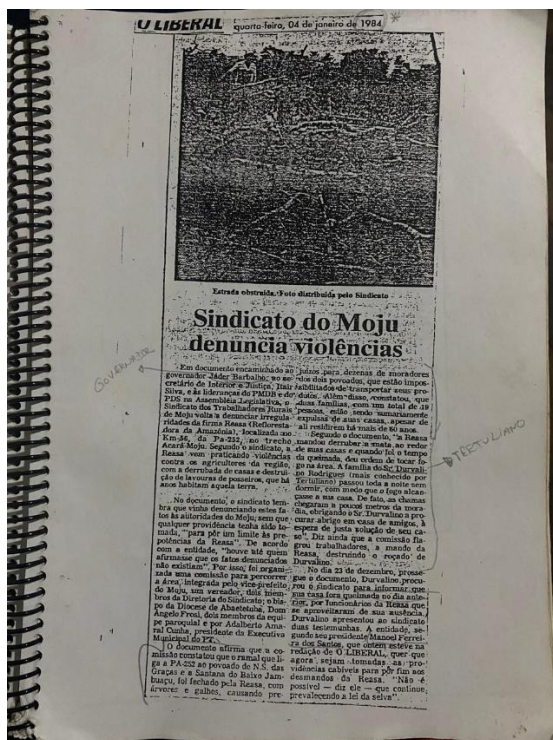 O LIBERAL quarta-feira, 04 de janeiro de 1984
Estrada obstruída. Foto distribuída pelo Sindicato
Sindicato do Moju
denuncia violências
GOVERNADOR
Em documento encaminhado ao
governador Jáder Barbalho, ao se-
cretário de Interior e Justiça, Itair
Silva, e às lideranças do PMDB e do
PDS na Assembléia Legislativa, o
Sindicato dos Trabalhadores Rurais
de Moju volta a denunciar irregula-
ridades da firma Reasa (Refloresta-
dora da Amazônia), localizada no
Km-56, da Pa-252, no trecho
Acará-Moju. Segundo o sindicato, a
Reasa vem praticando violências
contra os agricultores da região,
com a derrubada de casas e destrui-
ção de lavouras de posseiros, que há
anos habitam aquela terra.
No documento, o sindicato lem-
bra que vinha denunciando estes fa-
tos às autoridades do Moju, sem que
qualquer providência tenha sido to-
mada, "para pôr um limite às pre-
potências da Reasa". De acordo
com a entidade, "houve até quem
afirmasse que os fatos denunciados
não existiam". Por isso, foi organi-
zada uma comissão para percorrer
a área, integrada pelo vice-prefeito
do Moju, um vereador, dois mem-
bros da Diretoria do Sindicato; o bis-
po da Diocese de Abaetetuba, Dom
Ângelo Frosi, dois membros da equi-
pe paroquial e por Adalberto Ama-
ral Cunha, presidente da Executiva
Municipal do PT.
O documento afirma que a co-
missão constatou que o ramal que li-
ga a PA-252 ao povoado de N.S. das
Graças e a Santana do Baixo Jam-
buaçu, foi fechado pela Reasa, com
árvores e galhos, causando pre-
juízos para dezenas de moradores
dos dois povoados, que estão impos-
sibilitados de transportar seus pro-
dutos. Além disso, constatou, que
duas famílias, com um total de 39
pessoas, estão sendo sumariamente
expulsas de suas casas, apesar de
ali residirem há mais de 60 anos.
Segundo o documento, "a Reasa
mandou derrubar a mata, ao redor
de suas casas e quando foi o tempo
da queimada, deu ordem de tocar fo-
go na área. A família do Sr. Durvali-
no Rodrigues (mais conhecido por
Tertuliano) passou toda a noite sem
dormir, com medo que o fogo alcan-
çasse a sua casa. De fato, as chamas
chegaram a poucos metros da mora-
dia, obrigando o Sr. Durvalino a pro-
curar abrigo em casa de amigos, à
espera de justa solução de seu ca-
so". Diz ainda que a comissão fla-
grou trabalhadores, a mando da
Reasa, destruindo o roçado de
Durvalino.
No dia 23 de dezembro, prosse-
gue o documento, Durvalino procu-
rou o sindicato para informar que
sua casa fora queimada no dia ante-
rior, por funcionários da Reasa que
se aproveitaram de sua ausência.
Durvalino apresentou ao sindicato
duas testemunhas. A entidade, se-
gundo seu presidente Manoel Ferrei-
ra dos Santos, que ontem esteve na
redação de O LIBERAL, quer que
agora sejam tomadas as pro-
vidências cabíveis para pôr fim aos
desmandos da Reasa. "Não é
possível — diz ele — que continue
prevalecendo a lei da selva".
TERTULIANO